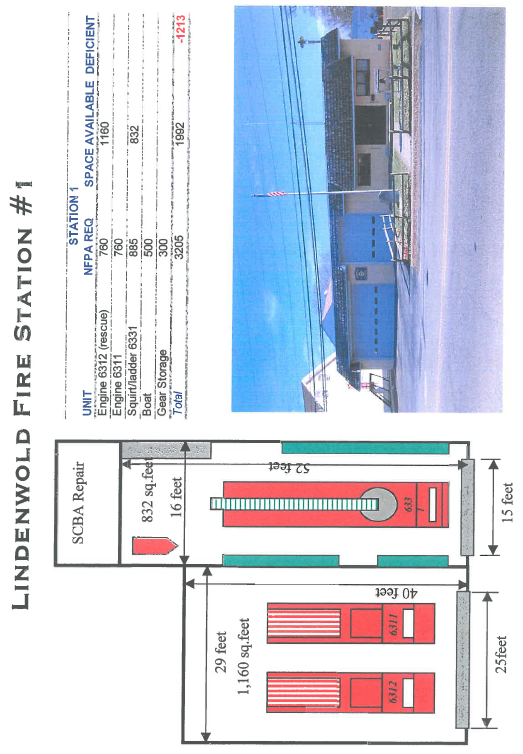 LINDENWOLD FIRE STATION #1
STATION 1
UNIT NFPA REQ SPACE AVAILABLE DEFICIENT
Engine 6312 (rescue) 760 1160
Engine 6311 760
Squirt/ladder 6331 885 832
Boat 500
Gear Storage 300
Total 3205 1992 -1213
SCBA Repair
832 sq.feet
16 feet
52 feet
633
1
15 feet
29 feet
1,160 sq.feet
40 feet
6311
6312
25feet